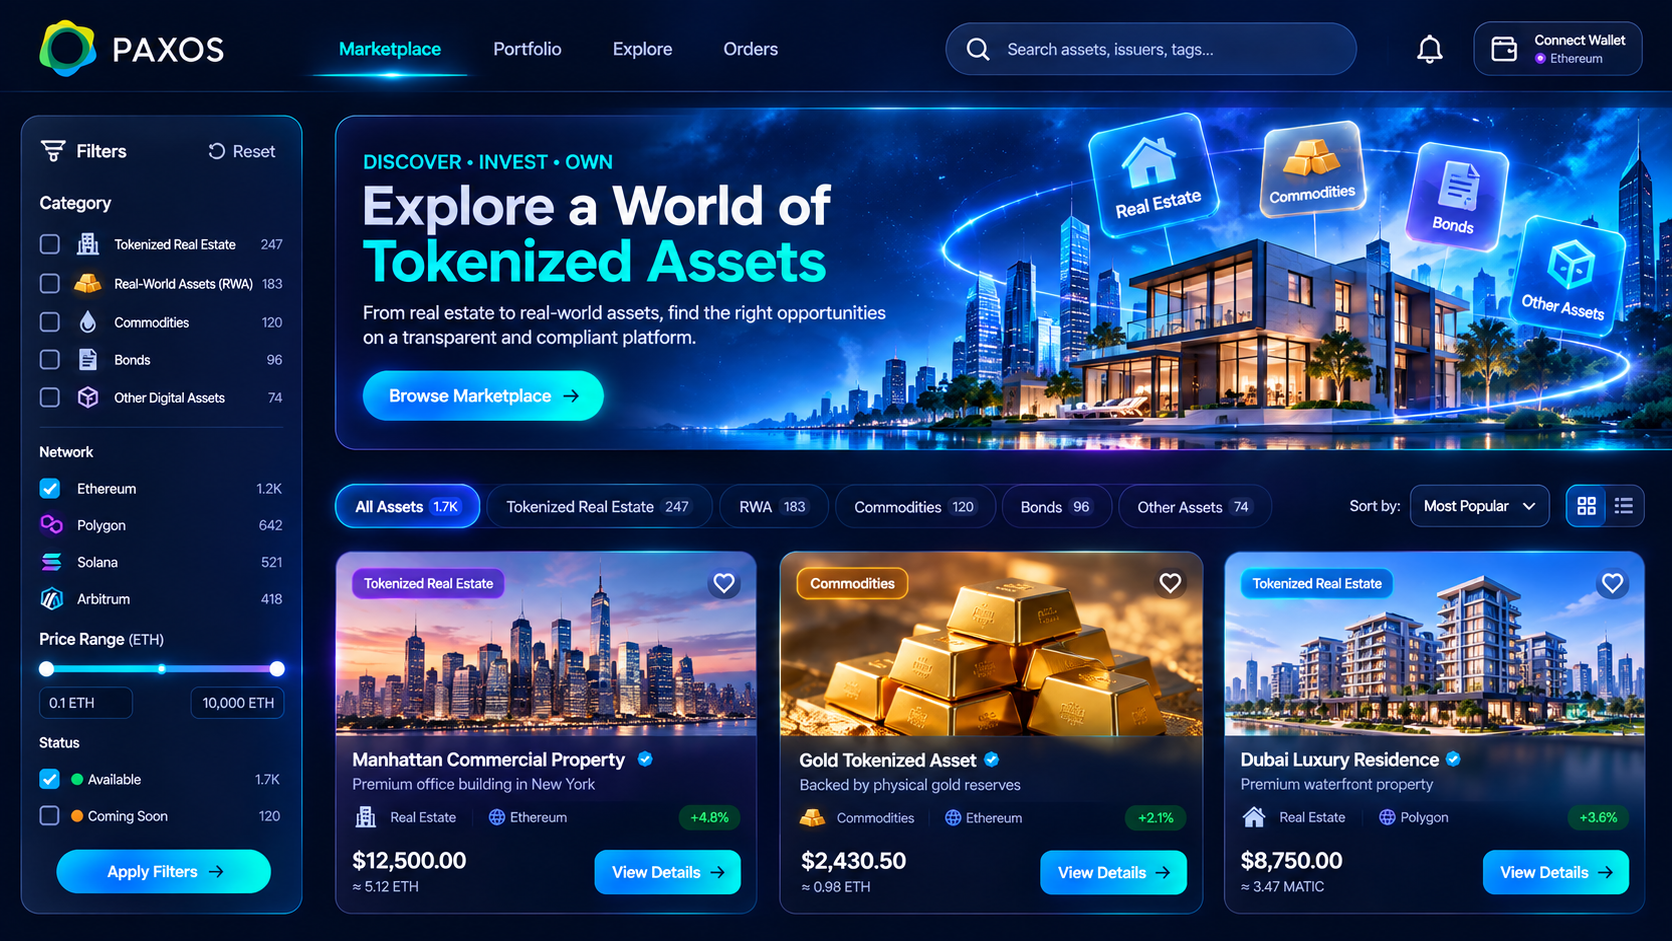 PAXOS
Marketplace
Portfolio
Explore
Orders
Search assets, issuers, tags...
Connect Wallet
Ethereum
Filters
Reset
Category
Tokenized Real Estate 247
Real-World Assets (RWA) 183
Commodities 120
Bonds 96
Other Digital Assets 74
Network
Ethereum 1.2K
Polygon 642
Solana 521
Arbitrum 418
Price Range (ETH)
0.1 ETH
10,000 ETH
Status
Available 1.7K
Coming Soon 120
Apply Filters →
DISCOVER • INVEST • OWN
Explore a World of
Tokenized Assets
From real estate to real-world assets, find the right opportunities
on a transparent and compliant platform.
Browse Marketplace →
Real Estate
Commodities
Bonds
Other Assets
All Assets 1.7K
Tokenized Real Estate 247
RWA 183
Commodities 120
Bonds 96
Other Assets 74
Sort by:
Most Popular
Tokenized Real Estate
Manhattan Commercial Property
Premium office building in New York
Real Estate
Ethereum
+4.8%
$12,500.00
≈ 5.12 ETH
View Details →
Commodities
Gold Tokenized Asset
Backed by physical gold reserves
Commodities
Ethereum
+2.1%
$2,430.50
≈ 0.98 ETH
View Details →
Tokenized Real Estate
Dubai Luxury Residence
Premium waterfront property
Real Estate
Polygon
+3.6%
$8,750.00
≈ 3.47 MATIC
View Details →